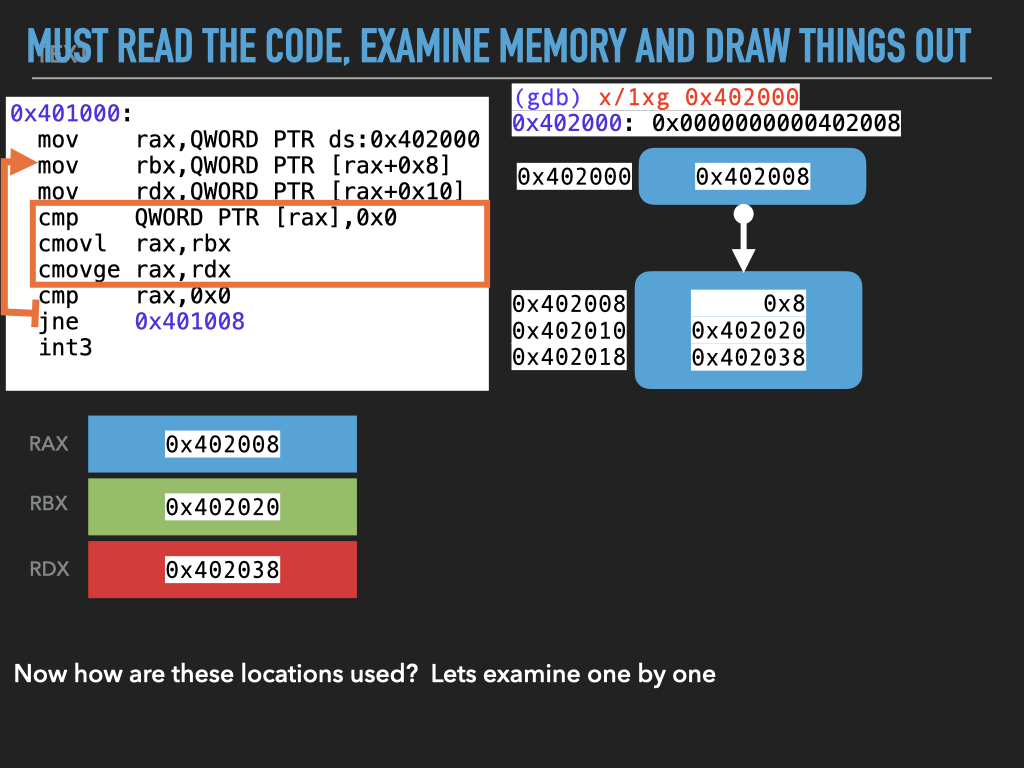 MUST READ THE CODE, EXAMINE MEMORY AND DRAW THINGS OUT
TEXT
0x401000:
mov rax,QWORD PTR ds:0x402000
mov rbx,QWORD PTR [rax+0x8]
mov rdx,QWORD PTR [rax+0x10]
cmp QWORD PTR [rax],0x0
cmovl rax,rbx
cmovge rax,rdx
cmp rax,0x0
jne 0x401008
int3
(gdb) x/1xg 0x402000
0x402000: 0x0000000000402008
0x402000 0x402008
0x402008 0x8
0x402010 0x402020
0x402018 0x402038
RAX 0x402008
RBX 0x402020
RDX 0x402038
Now how are these locations used? Lets examine one by one